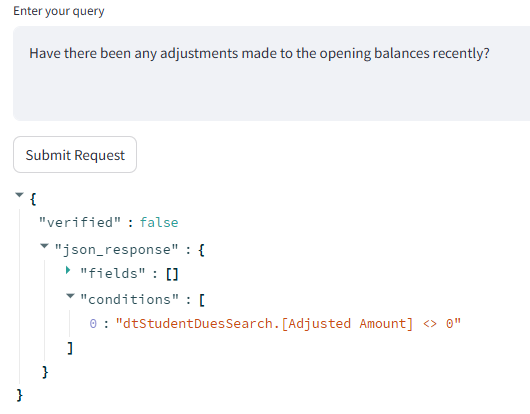 Enter your query
Have there been any adjustments made to the opening balances recently?
Submit Request
{
"verified" : false
"json_response" : {
"fields" : []
"conditions" : [
0 : "dtStudentDuesSearch.[Adjusted Amount] <> 0"
]
}
}